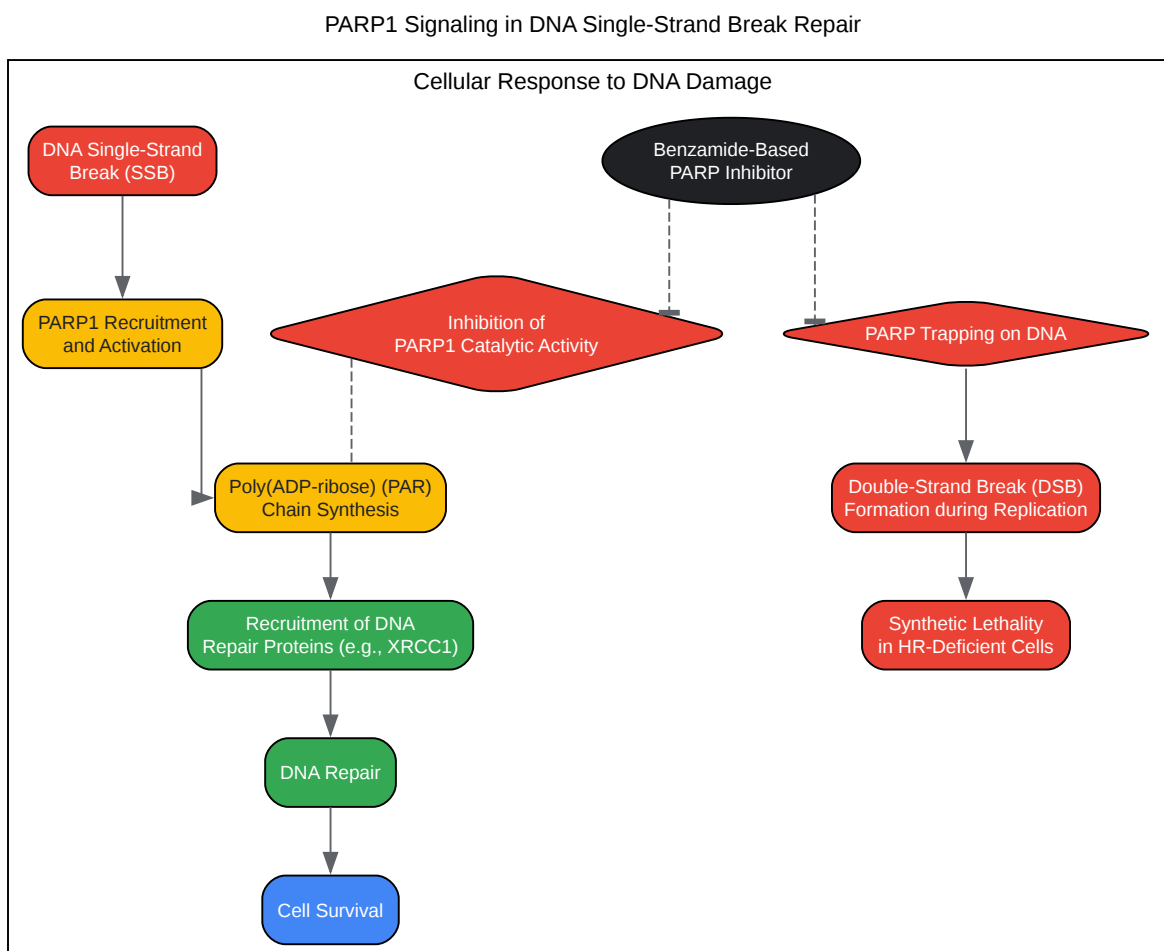 PARP1 Signaling in DNA Single-Strand Break Repair
Cellular Response to DNA Damage
DNA Single-Strand
Break (SSB)
Benzamide-Based
PARP Inhibitor
PARP1 Recruitment
and Activation
Inhibition of
PARP1 Catalytic Activity
PARP Trapping on DNA
Poly(ADP-ribose) (PAR)
Chain Synthesis
Double-Strand Break (DSB)
Formation during Replication
Recruitment of DNA
Repair Proteins (e.g., XRCC1)
Synthetic Lethality
in HR-Deficient Cells
DNA Repair
Cell Survival